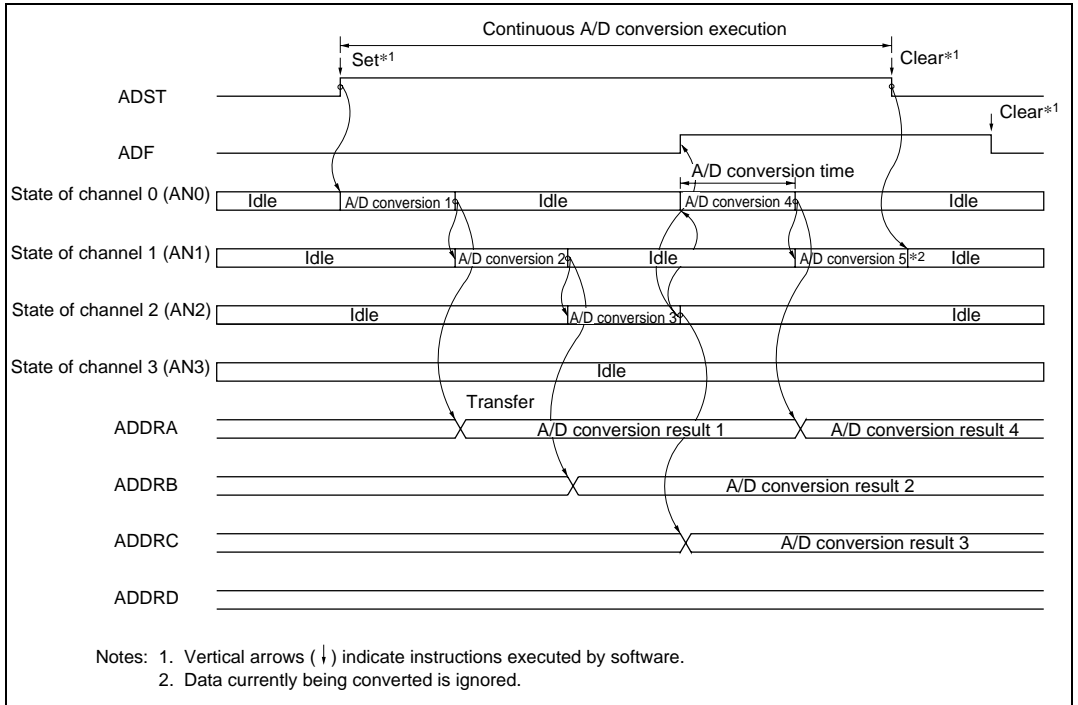 Continuous A/D conversion execution
Set*1 Clear*1
ADST
Clear*1
ADF
A/D conversion time
State of channel 0 (AN0) Idle A/D conversion 1 Idle A/D conversion 4 Idle
State of channel 1 (AN1) Idle A/D conversion 2 Idle A/D conversion 5 *2 Idle
State of channel 2 (AN2) Idle A/D conversion 3 Idle
State of channel 3 (AN3) Idle
Transfer
ADDRA A/D conversion result 1 A/D conversion result 4
ADDRB A/D conversion result 2
ADDRC A/D conversion result 3
ADDRD
Notes: 1. Vertical arrows (↓) indicate instructions executed by software.
2. Data currently being converted is ignored.